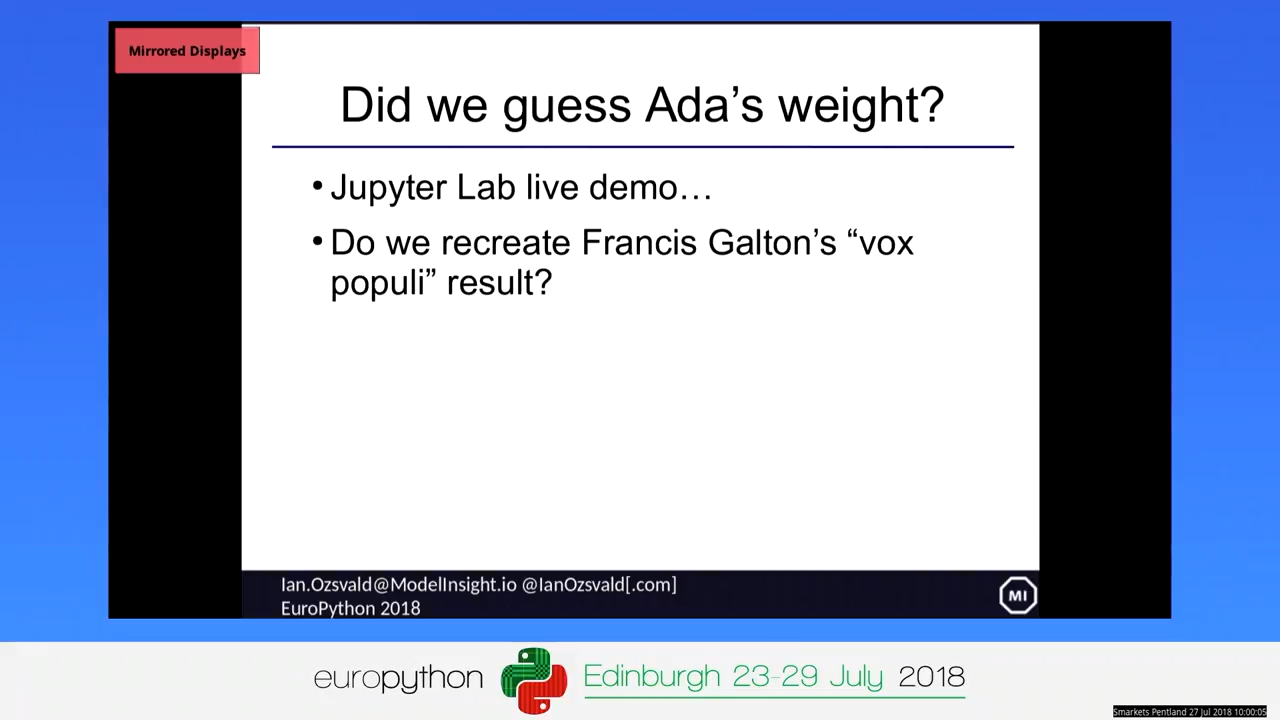 Mirrored Displays
Did we guess Ada’s weight?
• Jupyter Lab live demo…
• Do we recreate Francis Galton’s “vox
populi” result?
Ian.Ozsvald@ModelInsight.io @IanOzsvald[.com]
EuroPython 2018
MI
europython Edinburgh 23-29 July 2018
Smarkets Pentland 27 Jul 2018 10:00:05